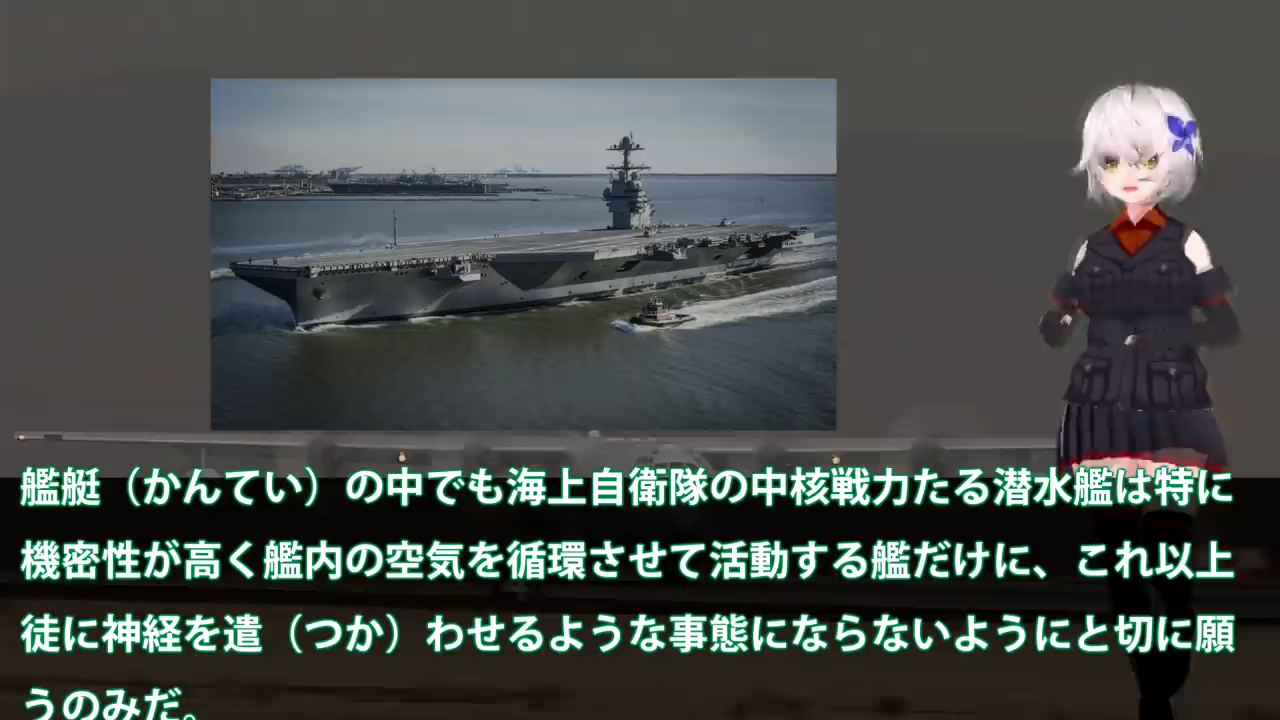 艦艇（かんてい）の中でも海上自衛隊の中核戦力たる潜水艦は特に
機密性が高く艦内の空気を循環させて活動する艦だけに、これ以上
徒に神経を遣（つか）わせるような事態にならないようにと切に願
うのみだ。